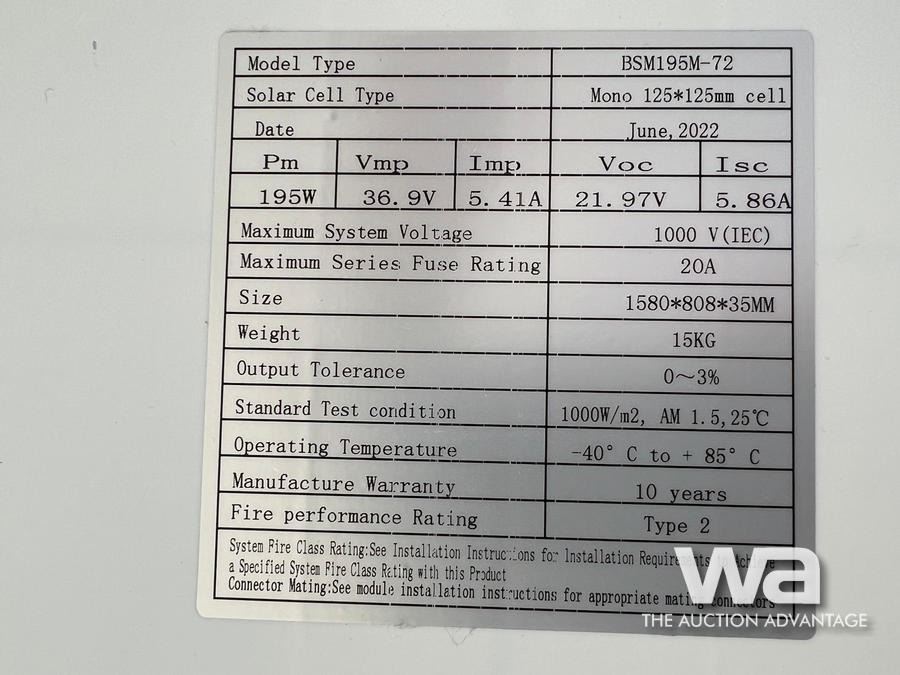 Model Type BSM195M-72
Solar Cell Type Mono 125*125mm cell
Date June,2022
Pm Vmp Imp Voc Isc
195W 36.9V 5.41A 21.97V 5.86A
Maximum System Voltage 1000 V(IEC)
Maximum Series Fuse Rating 20A
Size 1580*808*35MM
Weight 15KG
Output Tolerance 0~3%
Standard Test condition 1000W/m2, AM 1.5,25℃
Operating Temperature -40° C to + 85° C
Manufacture Warranty 10 years
Fire performance Rating Type 2
System Fire Class Rating:See Installation Instructions for Installation Requirements to Achieve
a Specified System Fire Class Rating with this Product
Connector Mating:See module installation instructions for appropriate mating connectors
wa
THE AUCTION ADVANTAGE